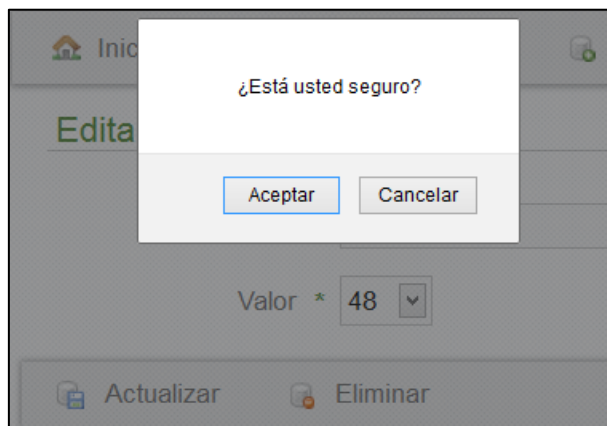 Inic
¿Está usted seguro?
Edita
Aceptar Cancelar
Valor * 48
Actualizar Eliminar